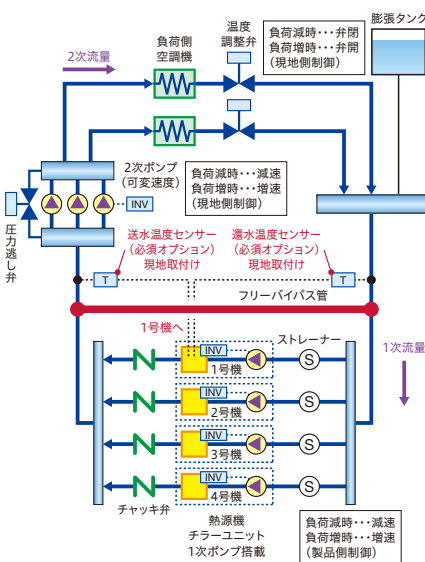 2次流量
負荷側
空調機
温度
調整弁
負荷減時・・・弁閉
負荷増時・・・弁開
(現地側制御)
膨張タンク
2次ポンプ
(可変速度)
INV
負荷減時・・・減速
負荷増時・・・増速
(現地側制御)
圧力逃し弁
送水温度センサー
(必須オプション)
現地取付け
還水温度センサー
(必須オプション)
現地取付け
T
T
フリーバイパス管
1号機へ
ストレーナー
1次流量
INV
1号機
S
INV
2号機
S
INV
3号機
S
INV
4号機
S
チャッキ弁
熱源機
チラーユニット
1次ポンプ搭載
負荷減時・・・減速
負荷増時・・・増速
(製品側制御)